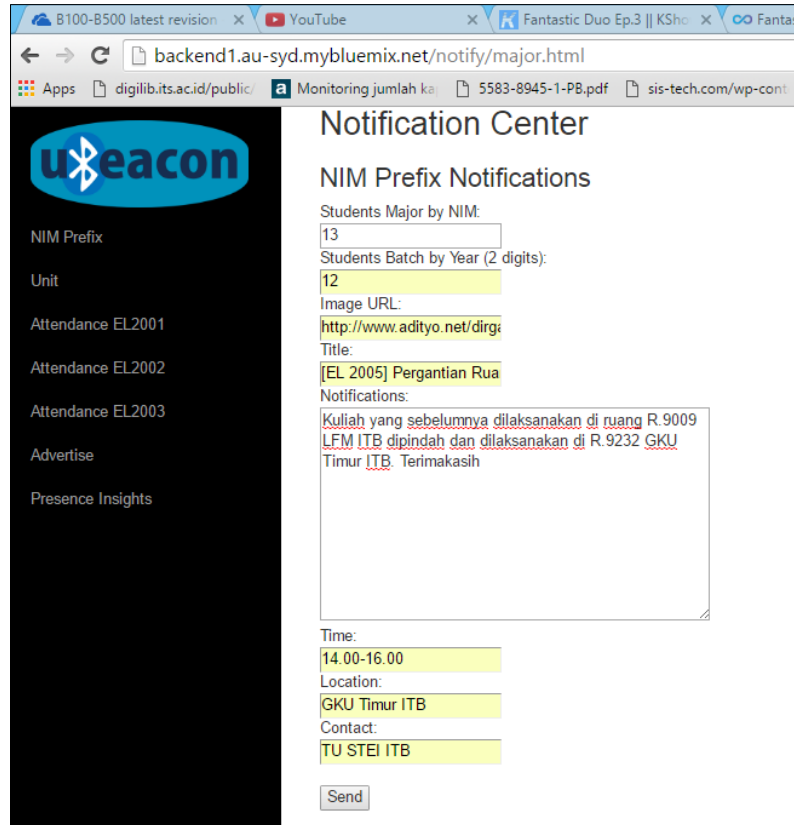 B100-B500 latest revision
YouTube
Fantastic Duo Ep.3 || KSho
Fantas
backend1.au-syd.mybluemix.net/notify/major.html
Apps
digilib.its.ac.id/public/
a Monitoring jumlah ka
5583-8945-1-PB.pdf
sis-tech.com/wp-cont
ubeacon
NIM Prefix
Unit
Attendance EL2001
Attendance EL2002
Attendance EL2003
Advertise
Presence Insights
Notification Center
NIM Prefix Notifications
Students Major by NIM:
13
Students Batch by Year (2 digits):
12
Image URL:
http://www.adityo.net/dirga
Title:
[EL 2005] Pergantian Rua
Notifications:
Kuliah yang sebelumnya dilaksanakan di ruang R.9009
LFM ITB dipindah dan dilaksanakan di R.9232 GKU
Timur ITB. Terimakasih
Time:
14.00-16.00
Location:
GKU Timur ITB
Contact:
TU STEI ITB
Send